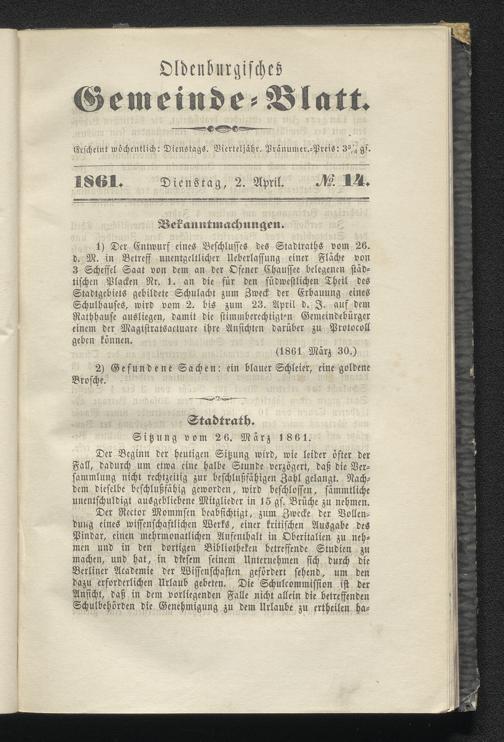 Oldenburgisches
Gemeinde-Blatt.
Erscheint wöchentlich: Dienstags. Vierteljähr. Pränumer.-Preis: 3¾ gs.
1861. Dienstag, 2. April. №. 14.
Bekanntmachungen.
1) Der Entwurf eines Beschlusses des Stadtraths vom 26.
d. M. in Betreff unentgeltlicher Ueberlassung einer Fläche von
3 Scheffel Saat von dem an der Ofener Chaussee belegenen städ-
tischen Placken Nr. 1. an die für den südwestlichen Theil des
Stadtgebiets gebildete Schulacht zum Zweck der Erbauung eines
Schulhauses, wird vom 2. bis zum 23. April d. J. auf dem
Rathhause ausliegen, damit die stimmberechtigten Gemeindebürger
einem der Magistratsactuare ihre Ansichten darüber zu Protocoll
geben können.
(1861 März 30.)
2) Gefundene Sachen: ein blauer Schleier, eine goldene
Brosche.
Stadtrath.
Sitzung vom 26. März 1861.
Der Beginn der heutigen Sitzung wird, wie leider öfter der
Fall, dadurch um etwa eine halbe Stunde verzögert, daß die Ver-
sammlung nicht rechtzeitig zur beschlußfähigen Zahl gelangt. Nach-
dem dieselbe beschlußfähig geworden, wird beschlossen, sämmtliche
unentschuldigt ausgebliebene Mitglieder in 15 gs. Brüche zu nehmen.
Der Rector Mommsen beabsichtigt, zum Zwecke der Vollen-
dung eines wissenschaftlichen Werks, einer kritischen Ausgabe des
Pindar, einen mehrmonatlichen Aufenthalt in Oberitalien zu neh-
men und in den dortigen Bibliotheken betreffende Studien zu
machen, und hat, in diesem seinem Unternehmen sich durch die
Berliner Academie der Wissenschaften gefördert sehend, um den
dazu erforderlichen Urlaub gebeten. Die Schulcommission ist der
Ansicht, daß in dem vorliegenden Falle nicht allein die betreffenden
Schulbehörden die Genehmigung zu dem Urlaube zu ertheilen ha-